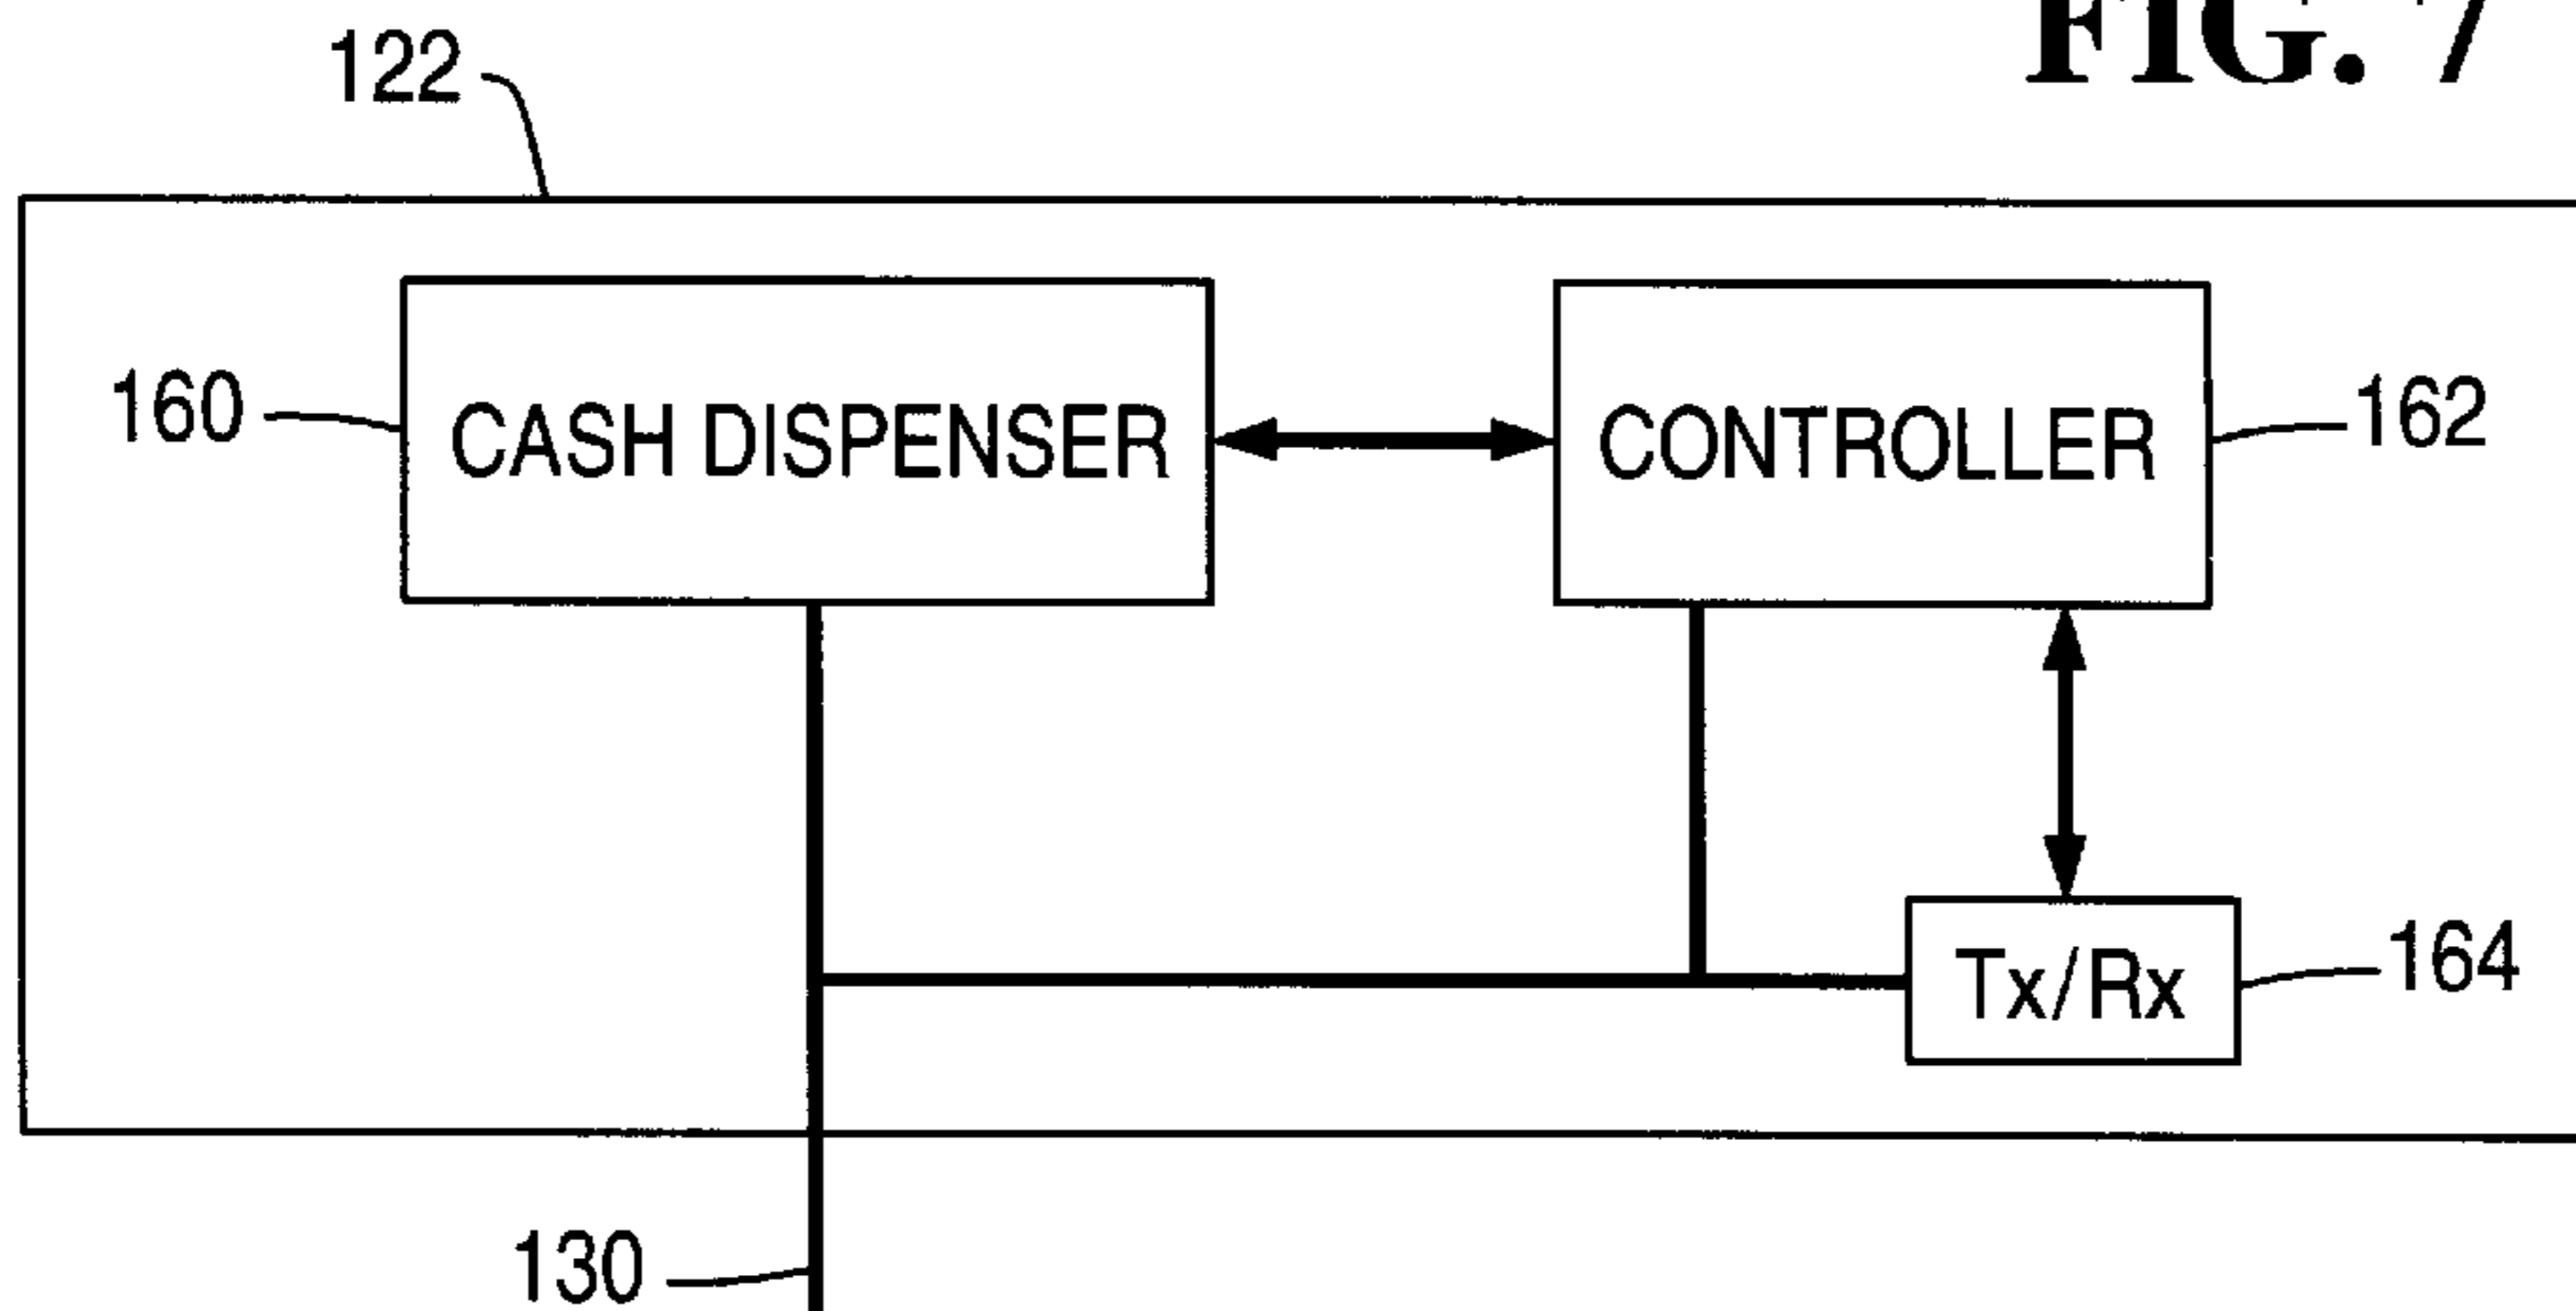 FIG. 7
122
160
CASH DISPENSER
CONTROLLER
162
Tx/Rx
164
130